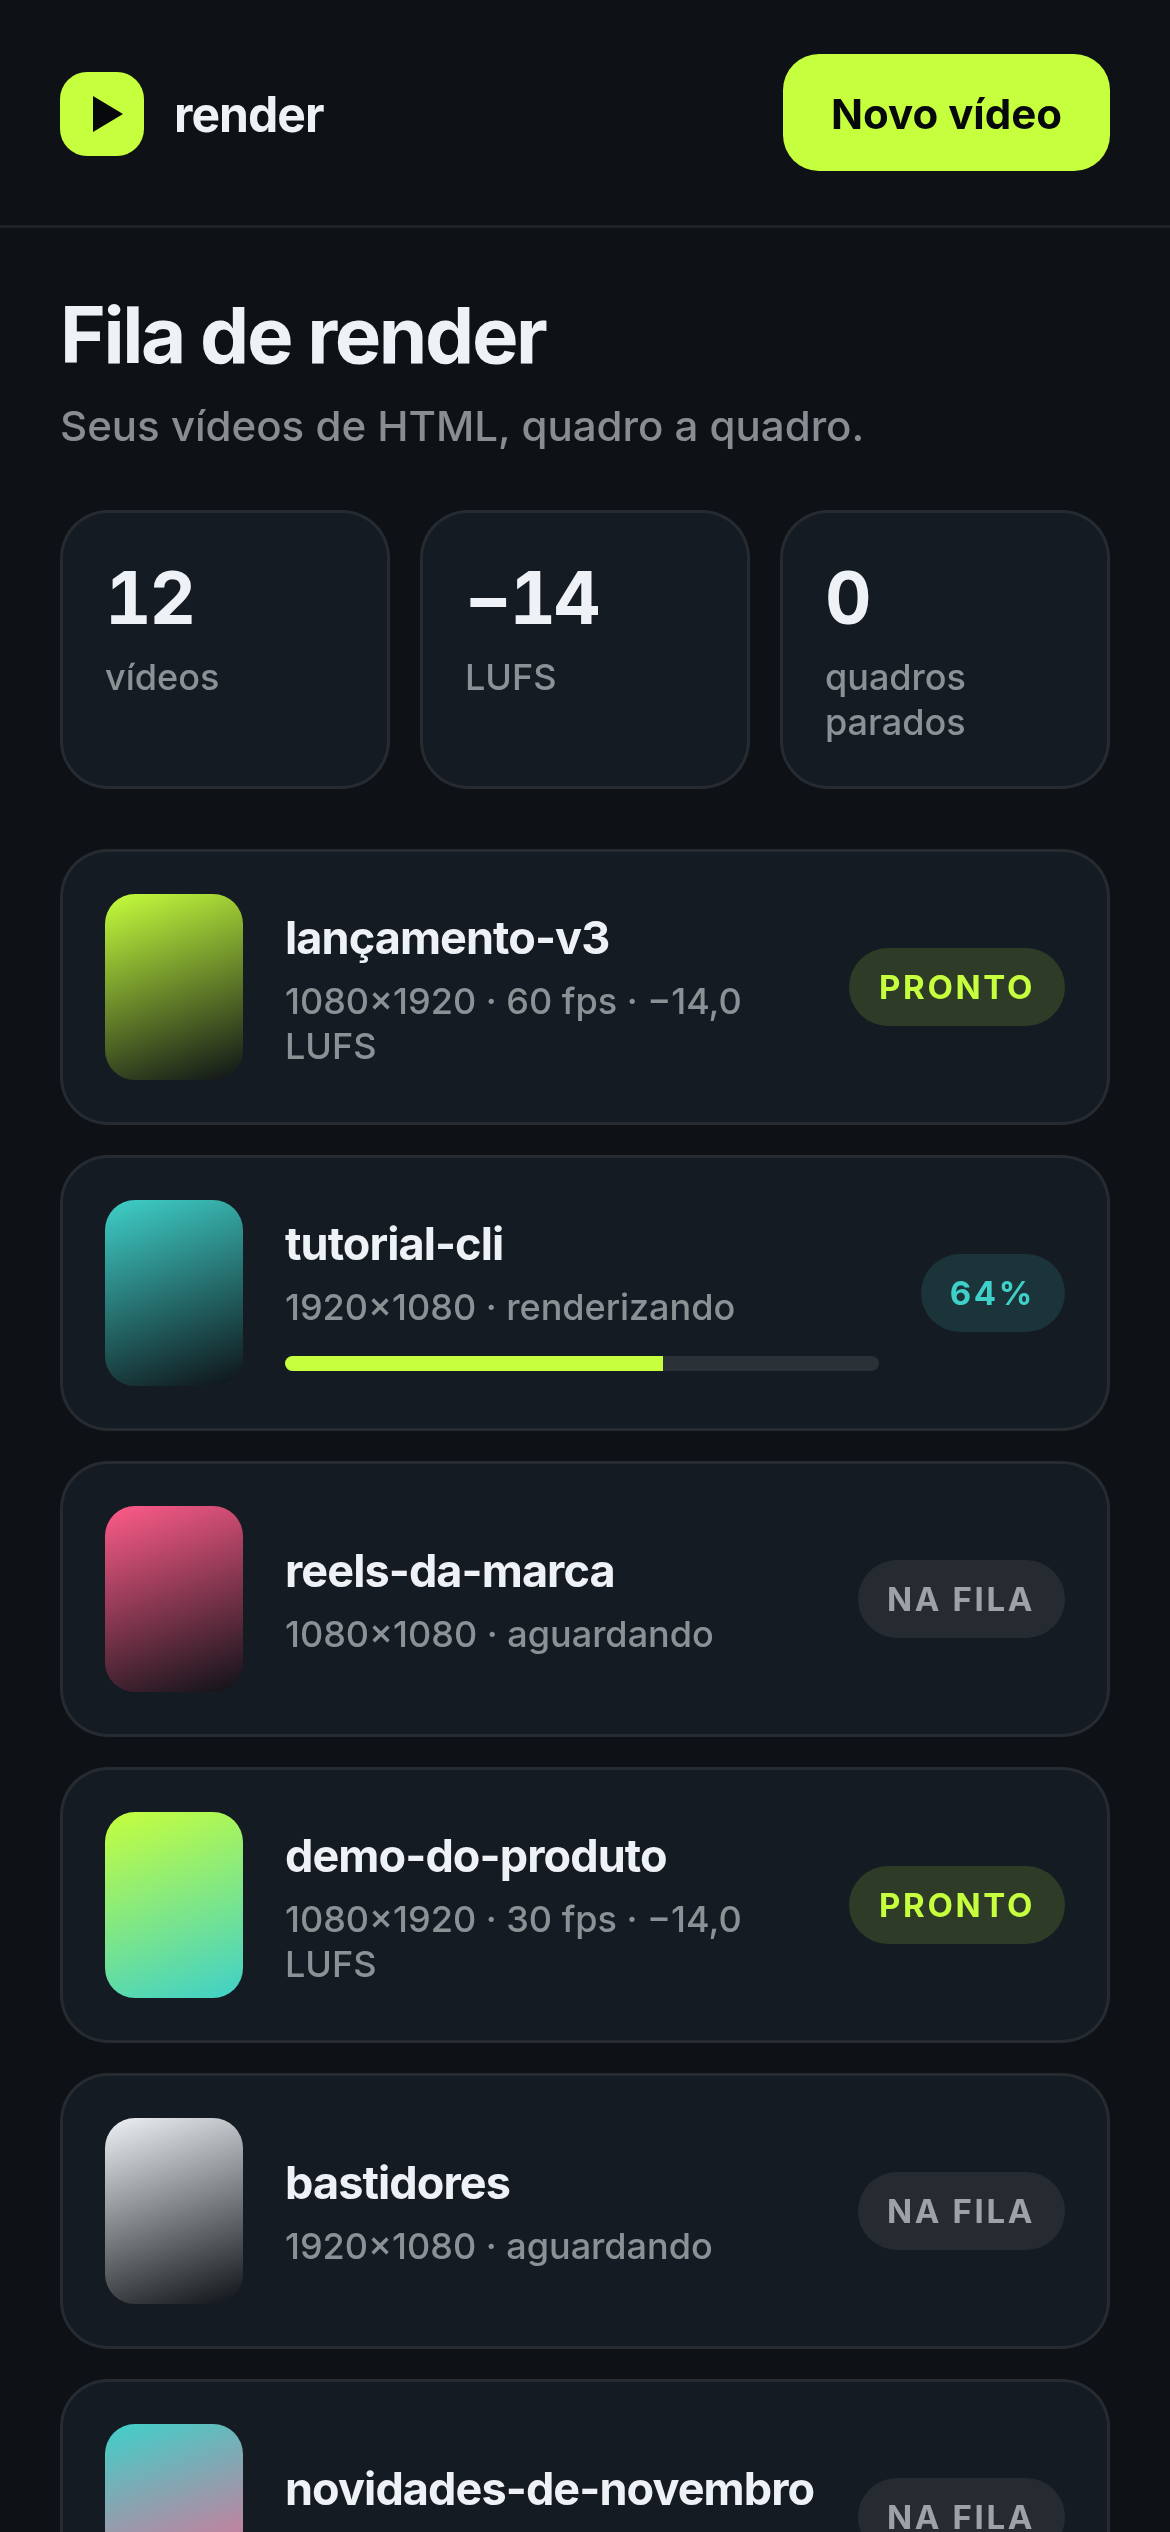 render
Novo vídeo
Fila de render
Seus vídeos de HTML, quadro a quadro.
12
vídeos
−14
LUFS
0
quadros
parados
lançamento-v3
1080×1920 · 60 fps · −14,0
LUFS
PRONTO
tutorial-cli
1920×1080 · renderizando
64%
reels-da-marca
1080×1080 · aguardando
NA FILA
demo-do-produto
1080×1920 · 30 fps · −14,0
LUFS
PRONTO
bastidores
1920×1080 · aguardando
NA FILA
novidades-de-novembro
NA FILA